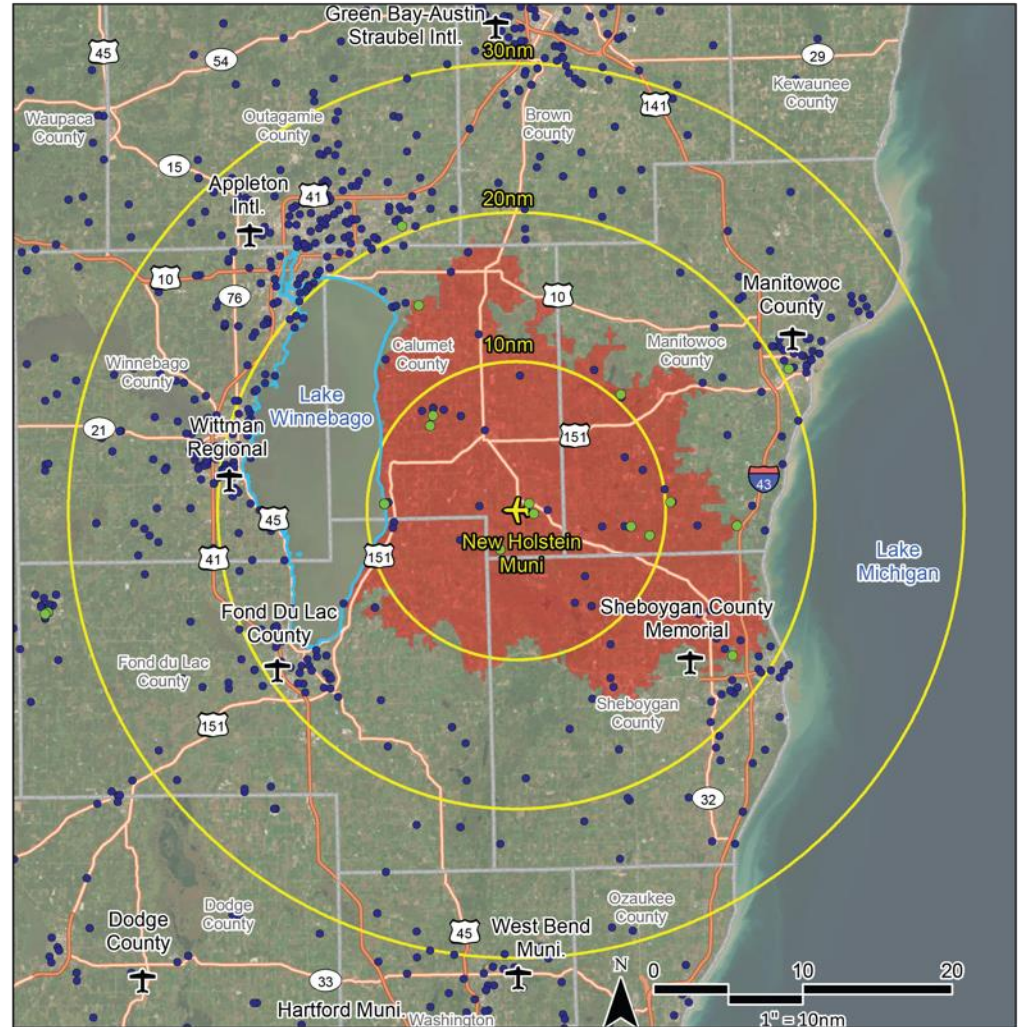 Green Bay-Austin
Straubel Intl.
45
54
30nm
29
Kewaunee
County
141
Waupaca
County
Outagamie
County
Brown
County
15
Appleton
Intl.
41
20nm
10
76
10
Manitowoc
County
10nm
Calumet
County
Manitowoc
County
Winnebago
County
Lake
Winnebago
21
151
Wittman
Regional
43
45
New Holstein
Muni
41
151
Lake
Michigan
Fond Du Lac
County
Sheboygan County
Memorial
Fond du Lac
County
Sheboygan
County
151
32
Dodge
County
Dodge
County
45
West Bend
Muni.
Ozaukee
County
33
Hartford Muni.
Washington
N
0 10 20
1" = 10nm